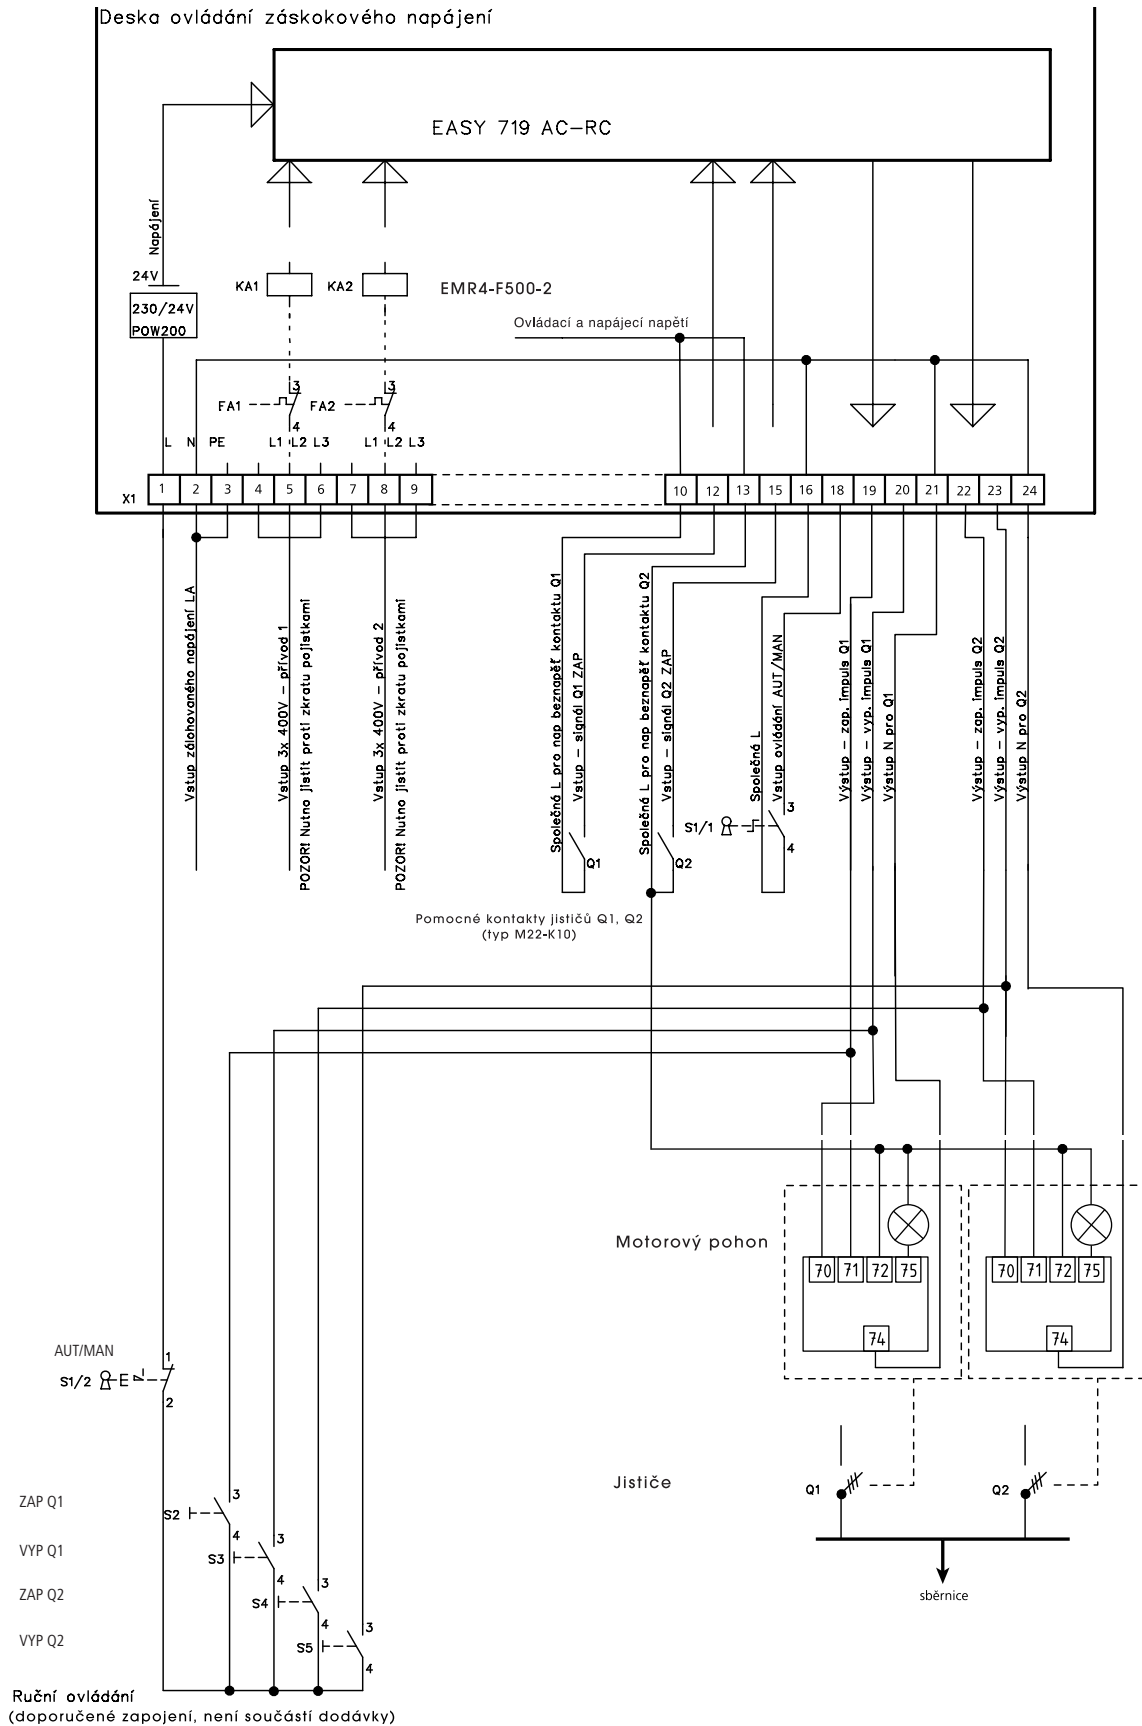 Deska ovládání záskokového napájení
EASY 719 AC-RC
Napájení
24V
230/24V
POW200
KA1
KA2
EMR4-F500-2
Ovládací a napájecí napětí
FA1
3
4
FA2
3
4
L N PE
L1 L2 L3
L1 L2 L3
X1
1 2 3 4 5 6 7 8 9
10 12 13 15 16 18 19 20 21 22 23 24
Vstup zálohovaného napájení LA
Vstup 3x 400V – přívod 1
POZOR! Nutno jistit proti zkratu pojistkami
Vstup 3x 400V – přívod 2
POZOR! Nutno jistit proti zkratu pojistkami
Společná L pro nap beznapěť kontaktu Q1
Vstup – signál Q1 ZAP
Společná L pro nap beznapěť kontaktu Q2
Vstup – signál Q2 ZAP
Společná L
Vstup ovládání AUT/MAN
Výstup – zap. impuls Q1
Výstup – vyp. impuls Q1
Výstup N pro Q1
Výstup – zap. impuls Q2
Výstup – vyp. impuls Q2
Výstup N pro Q2
Q1
Q2
S1/1
3
4
Pomocné kontakty jističů Q1, Q2
(typ M22-K10)
Motorový pohon
70 71 72 75
74
70 71 72 75
74
AUT/MAN
S1/2
E
1
2
Jističe
Q1
Q2
sběrnice
ZAP Q1
S2
3
4
VYP Q1
S3
3
4
ZAP Q2
S4
3
4
VYP Q2
S5
3
4
Ruční ovládání
(doporučené zapojení, není součástí dodávky)